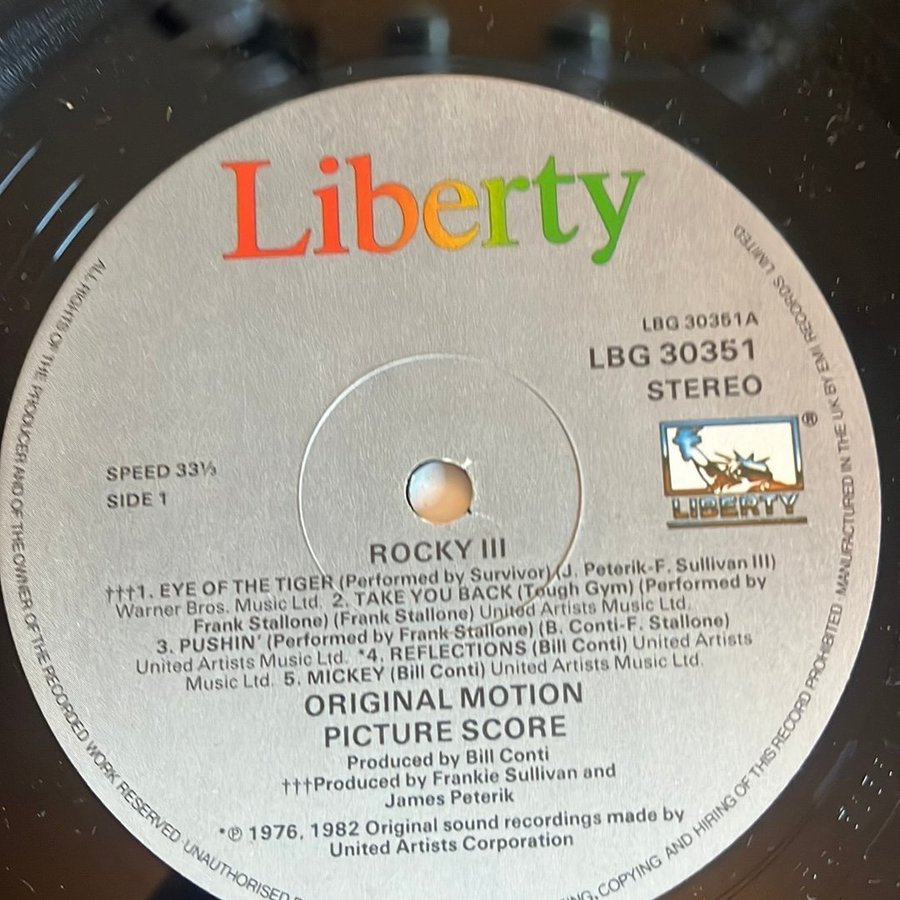 Liberty
LBG 30351A
LBG 30351
STEREO
®
LIBERTY
SPEED 33⅓
SIDE 1
ROCKY III
†††1. EYE OF THE TIGER (Performed by Survivor) (J. Peterik-F. Sullivan III)
Warner Bros. Music Ltd. 2. TAKE YOU BACK (Tough Gym) (Performed by
Frank Stallone) (Frank Stallone) United Artists Music Ltd.
3. PUSHIN' (Performed by Frank Stallone) (B. Conti-F. Stallone)
United Artists Music Ltd. *4. REFLECTIONS (Bill Conti) United Artists
Music Ltd. 5. MICKEY (Bill Conti) United Artists Music Ltd.
ORIGINAL MOTION
PICTURE SCORE
Produced by Bill Conti
†††Produced by Frankie Sullivan and
James Peterik
*℗ 1976, 1982 Original sound recordings made by
United Artists Corporation
ALL RIGHTS OF THE PRODUCER AND OF THE OWNER OF THE RECORDED WORK RESERVED · UNAUTHORISED
COPYING AND HIRING OF THIS RECORD PROHIBITED MANUFACTURED IN THE UK BY EMI RECORDS LIMITED